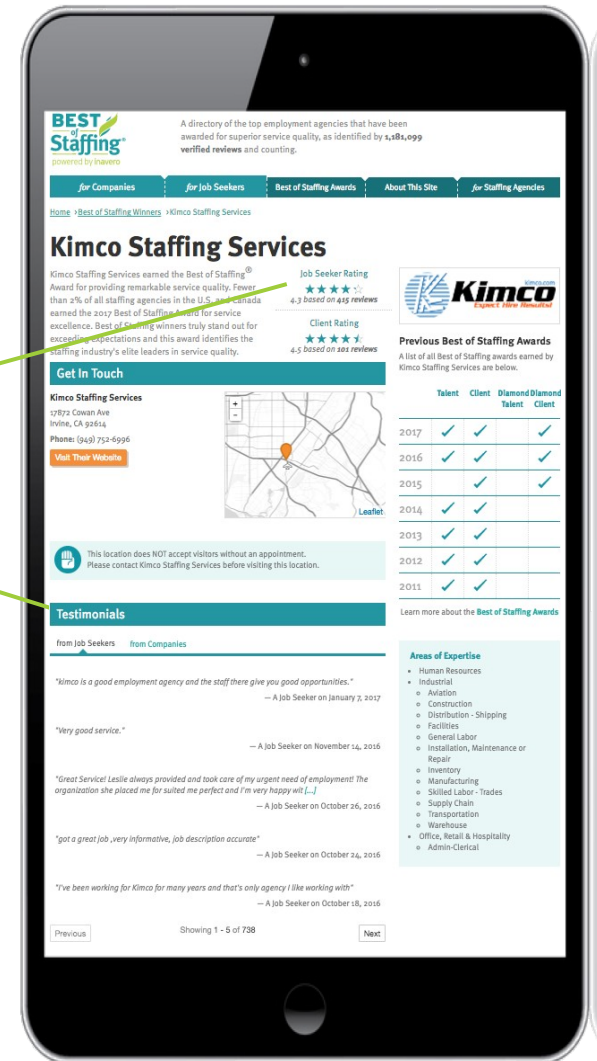 BEST
of
Staffing®
powered by inavero
A directory of the top employment agencies that have been
awarded for superior service quality, as identified by 1,181,099
verified reviews and counting.
for Companies
for Job Seekers
Best of Staffing Awards
About This Site
for Staffing Agencies
Home › Best of Staffing Winners › Kimco Staffing Services
Kimco Staffing Services
Kimco Staffing Services earned the Best of Staffing®
Award for providing remarkable service quality. Fewer
than 2% of all staffing agencies in the U.S. and Canada
earned the 2017 Best of Staffing Award for service
excellence. Best of Staffing winners truly stand out for
exceeding expectations and this award identifies the
staffing industry's elite leaders in service quality.
Job Seeker Rating
4.3 based on 415 reviews
Client Rating
4.5 based on 101 reviews
Get In Touch
Kimco Staffing Services
17872 Cowan Ave
Irvine, CA 92614
Phone: (949) 752-6996
Visit Their Website
+
-
Leaflet
This location does NOT accept visitors without an appointment.
Please contact Kimco Staffing Services before visiting this location.
Testimonials
from Job Seekers
from Companies
"kimco is a good employment agency and the staff there give you good opportunities."
— A Job Seeker on January 7, 2017
"Very good service."
— A Job Seeker on November 14, 2016
"Great Service! Leslie always provided and took care of my urgent need of employment! The
organization she placed me for suited me perfect and I'm very happy wit [...]
— A Job Seeker on October 26, 2016
"got a great job ,very informative, job description accurate"
— A Job Seeker on October 24, 2016
"I've been working for Kimco for many years and that's only agency I like working with"
— A Job Seeker on October 18, 2016
Previous
Showing 1 - 5 of 738
Next
kimco.com
Kimco
Expect Hire Results!
Previous Best of Staffing Awards
A list of all Best of Staffing awards earned by
Kimco Staffing Services are below.
Talent Client Diamond Diamond
Talent Client
2017
2016
2015
2014
2013
2012
2011
Learn more about the Best of Staffing Awards
Areas of Expertise
Human Resources
Industrial
Aviation
Construction
Distribution - Shipping
Facilities
General Labor
Installation, Maintenance or
Repair
Inventory
Manufacturing
Skilled Labor - Trades
Supply Chain
Transportation
Warehouse
Office, Retail & Hospitality
Admin-Clerical